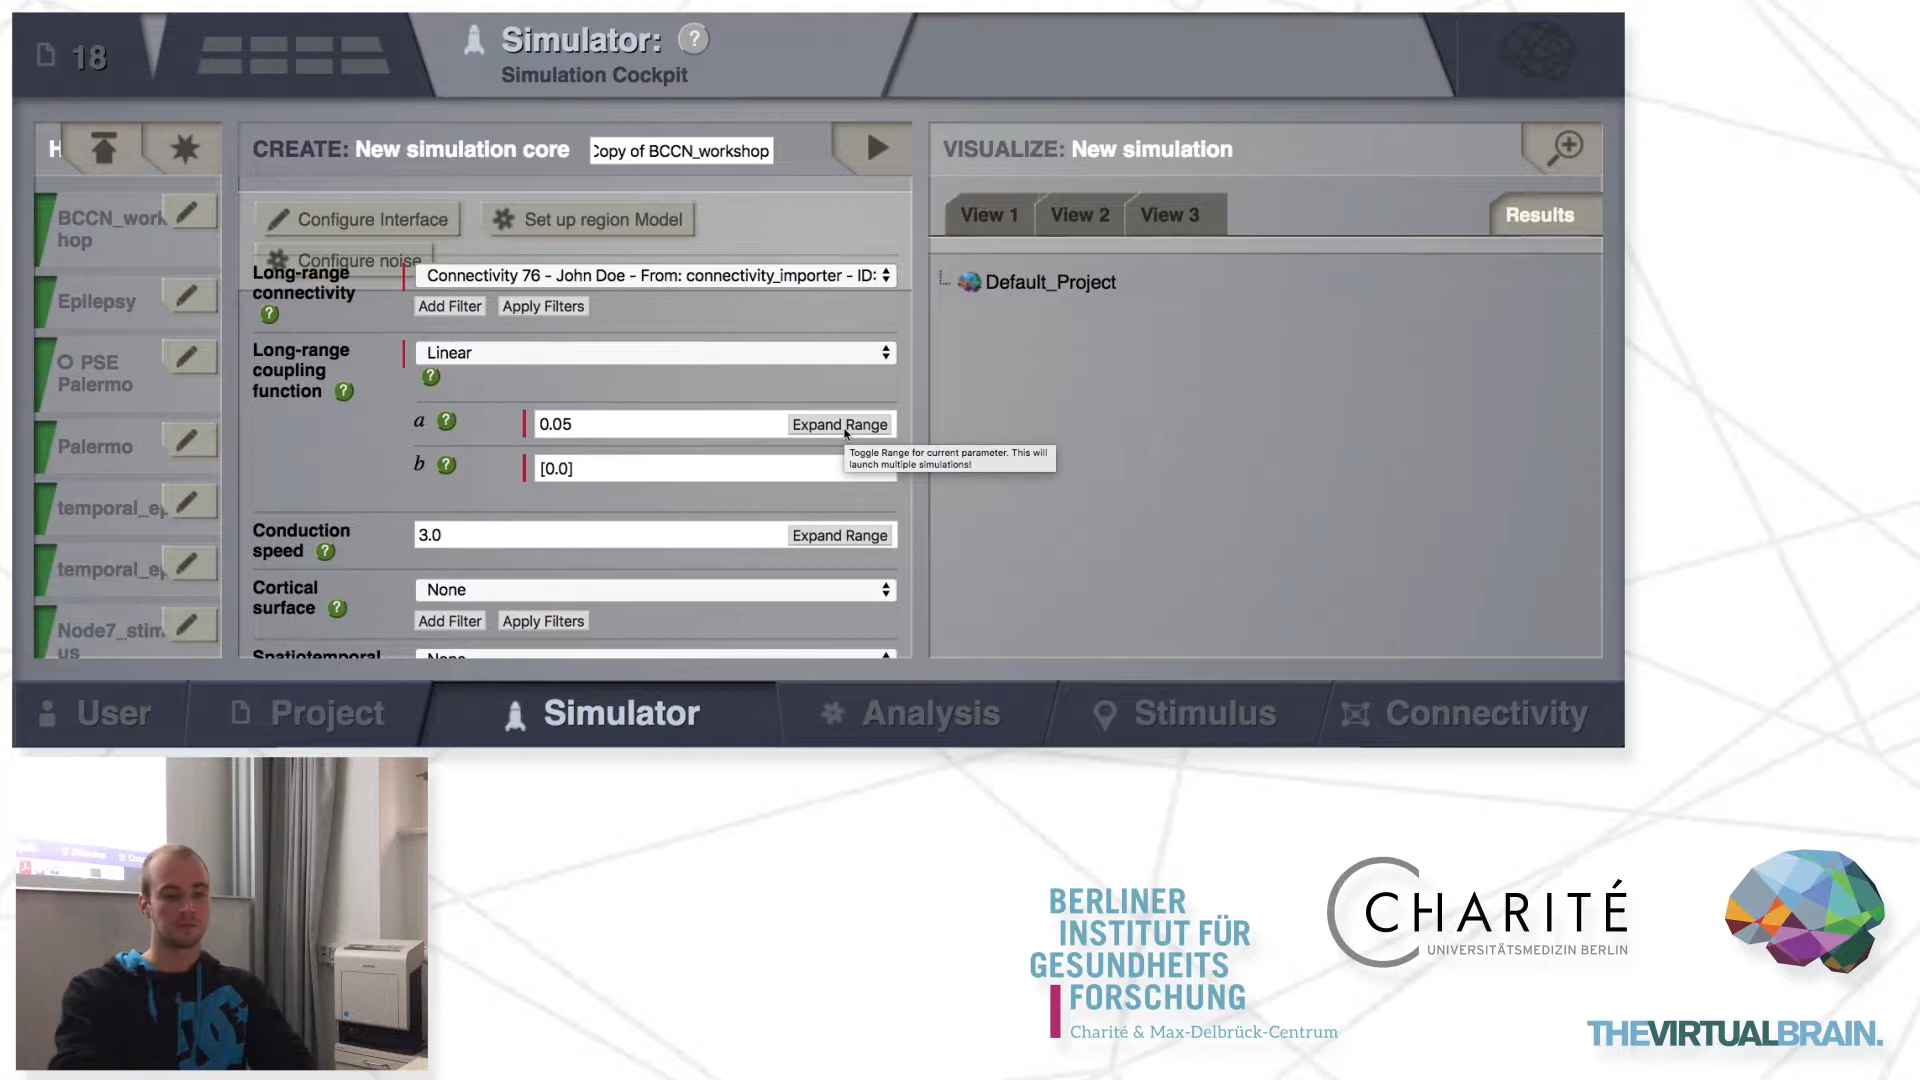 18
Simulator:
?
Simulation Cockpit
H
CREATE: New simulation core
Copy of BCCN_workshop
VISUALIZE: New simulation
Configure Interface
Set up region Model
Configure noise
View 1
View 2
View 3
Results
BCCN_work
hop
Epilepsy
O PSE
Palermo
Palermo
temporal_ep
temporal_ep
Node7_stim
us
Long-range
connectivity
?
Connectivity 76 - John Doe - From: connectivity_importer - ID:
Add Filter
Apply Filters
Default_Project
Long-range
coupling
function ?
Linear
?
a ?
0.05
Expand Range
Toggle Range for current parameter. This will
launch multiple simulations!
b ?
[0.0]
Conduction
speed ?
3.0
Expand Range
Cortical
surface ?
None
Add Filter
Apply Filters
Spatiotemporal
None
User
Project
Simulator
Analysis
Stimulus
Connectivity
BERLINER
INSTITUT FÜR
GESUNDHEITS
FORSCHUNG
Charité & Max-Delbrück-Centrum
CHARITÉ
UNIVERSITÄTSMEDIZIN BERLIN
THEVIRTUALBRAIN.